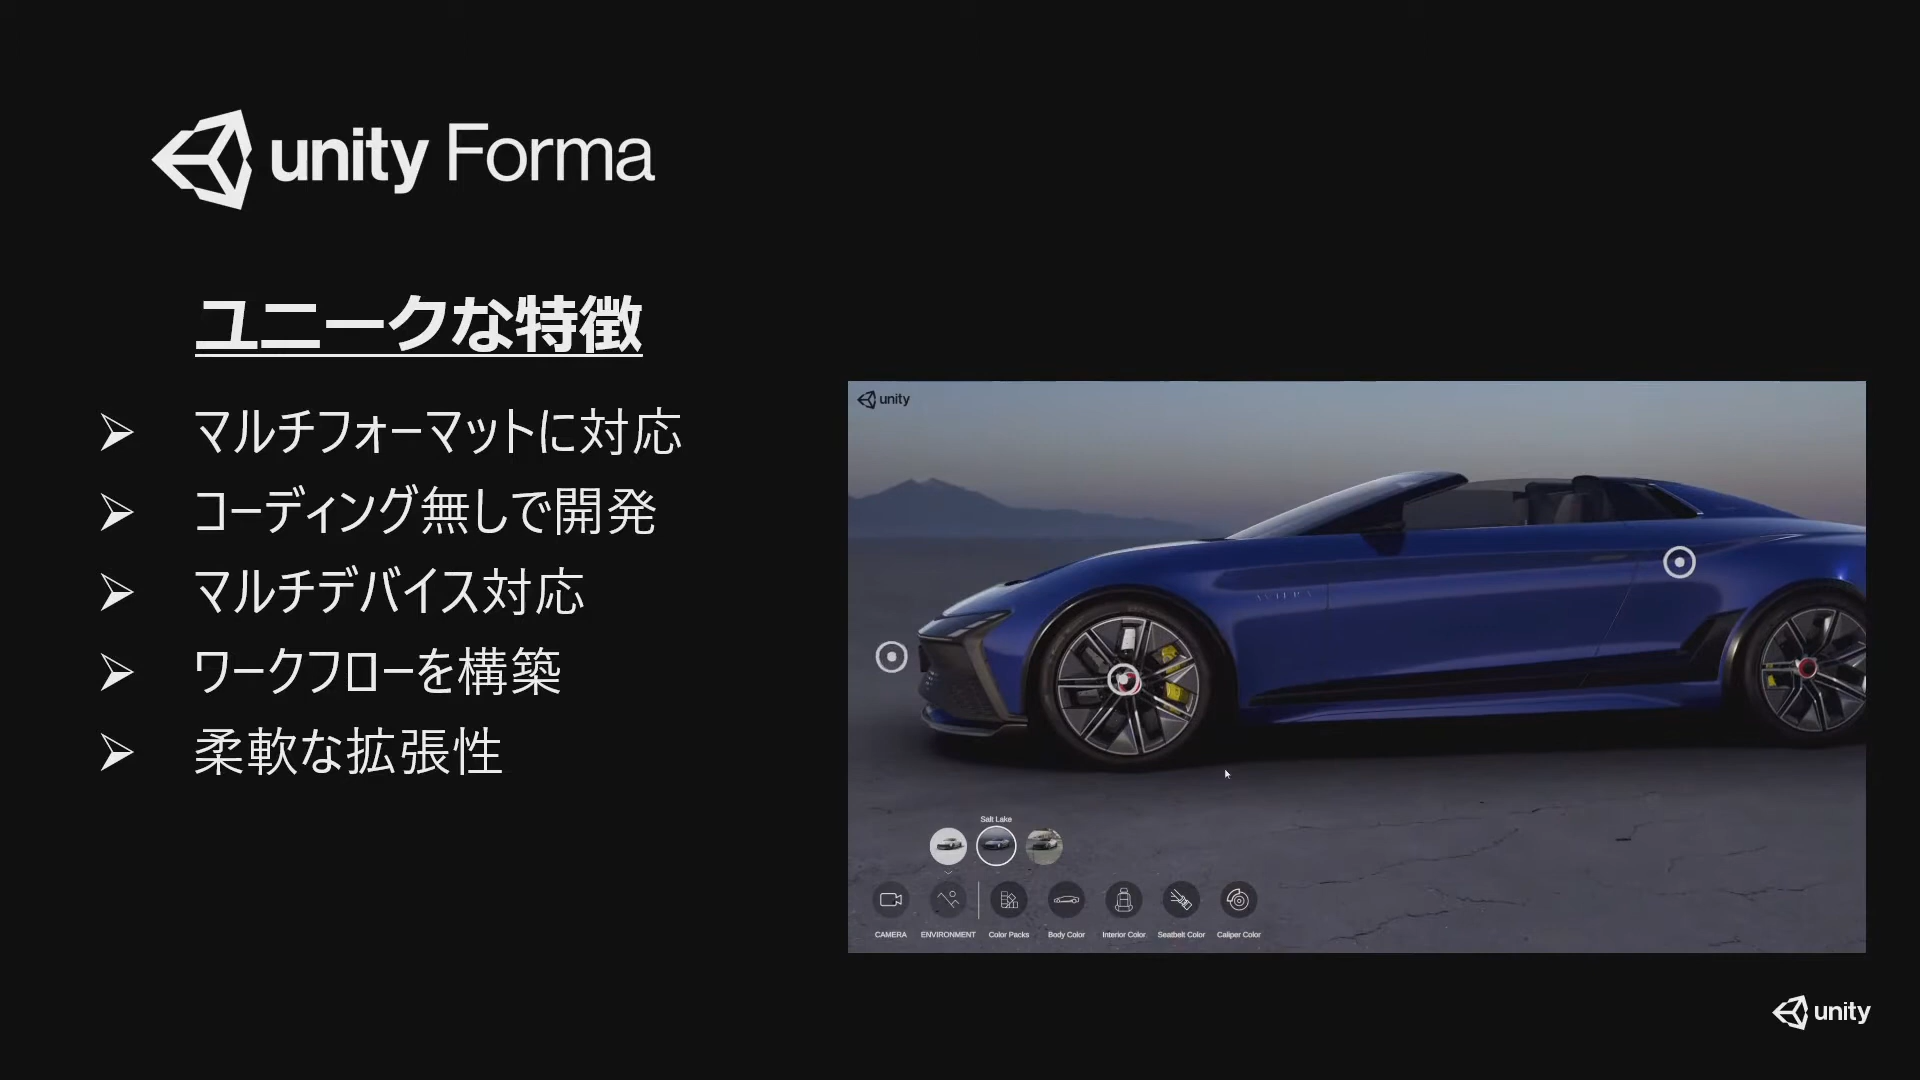 unity Forma
ユニークな特徴
➢ マルチフォーマットに対応
➢ コーディング無しで開発
➢ マルチデバイス対応
➢ ワークフローを構築
➢ 柔軟な拡張性
unity
Salt Lake
CAMERA
ENVIRONMENT
Color Packs
Body Color
Interior Color
Seatbelt Color
Caliper Color
unity